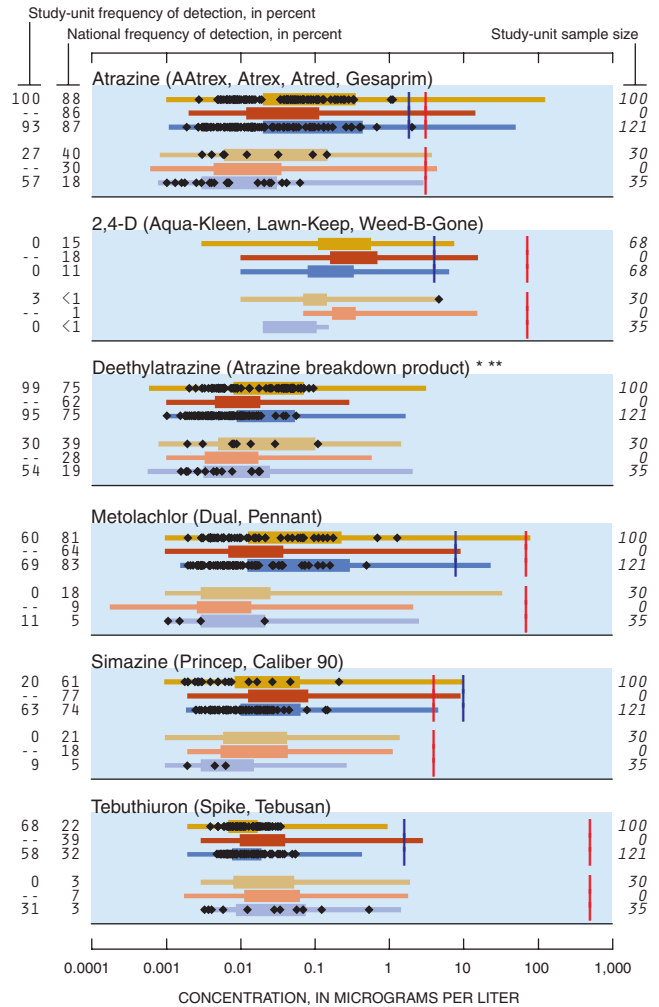 Study-unit frequency of detection, in percent
National frequency of detection, in percent
Study-unit sample size
Atrazine (AAtrex, Atrex, Atred, Gesaprim)
100 88 100
-- 86 0
93 87 121
27 40 30
-- 30 0
57 18 35
2,4-D (Aqua-Kleen, Lawn-Keep, Weed-B-Gone)
0 15 68
-- 18 0
0 11 68
3 <1 30
-- 1 0
0 <1 35
Deethylatrazine (Atrazine breakdown product) * **
99 75 100
-- 62 0
95 75 121
30 39 30
-- 28 0
54 19 35
Metolachlor (Dual, Pennant)
60 81 100
-- 64 0
69 83 121
0 18 30
-- 9 0
11 5 35
Simazine (Princep, Caliber 90)
20 61 100
-- 77 0
63 74 121
0 21 30
-- 18 0
9 5 35
Tebuthiuron (Spike, Tebusan)
68 22 100
-- 39 0
58 32 121
0 3 30
-- 7 0
31 3 35
0.0001 0.001 0.01 0.1 1 10 100 1,000
CONCENTRATION, IN MICROGRAMS PER LITER